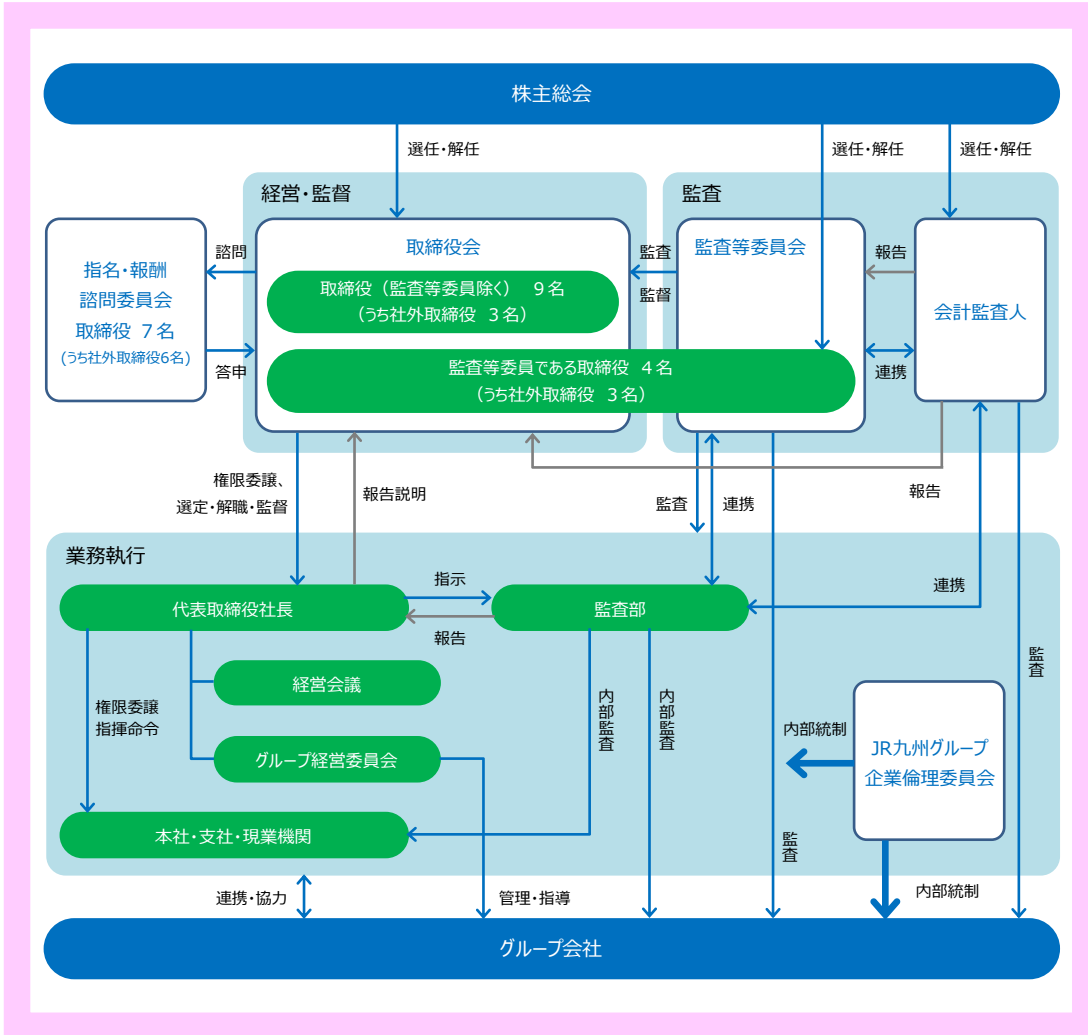 株主総会
選任・解任
選任・解任
選任・解任
経営・監督
監査
指名・報酬
諮問委員会
取締役 7名
(うち社外取締役6名)
諮問
答申
取締役会
取締役(監査等委員除く) 9名
(うち社外取締役 3名)
監査
監督
監査等委員会
監査等委員である取締役 4名
(うち社外取締役 3名)
報告
連携
会計監査人
権限委譲、
選定・解職・監督
報告説明
監査
連携
報告
業務執行
代表取締役社長
指示
報告
監査部
連携
監査
経営会議
権限委譲
指揮命令
グループ経営委員会
内部監査
内部監査
内部統制
JR九州グループ
企業倫理委員会
本社・支社・現業機関
監査
連携・協力
管理・指導
内部統制
グループ会社